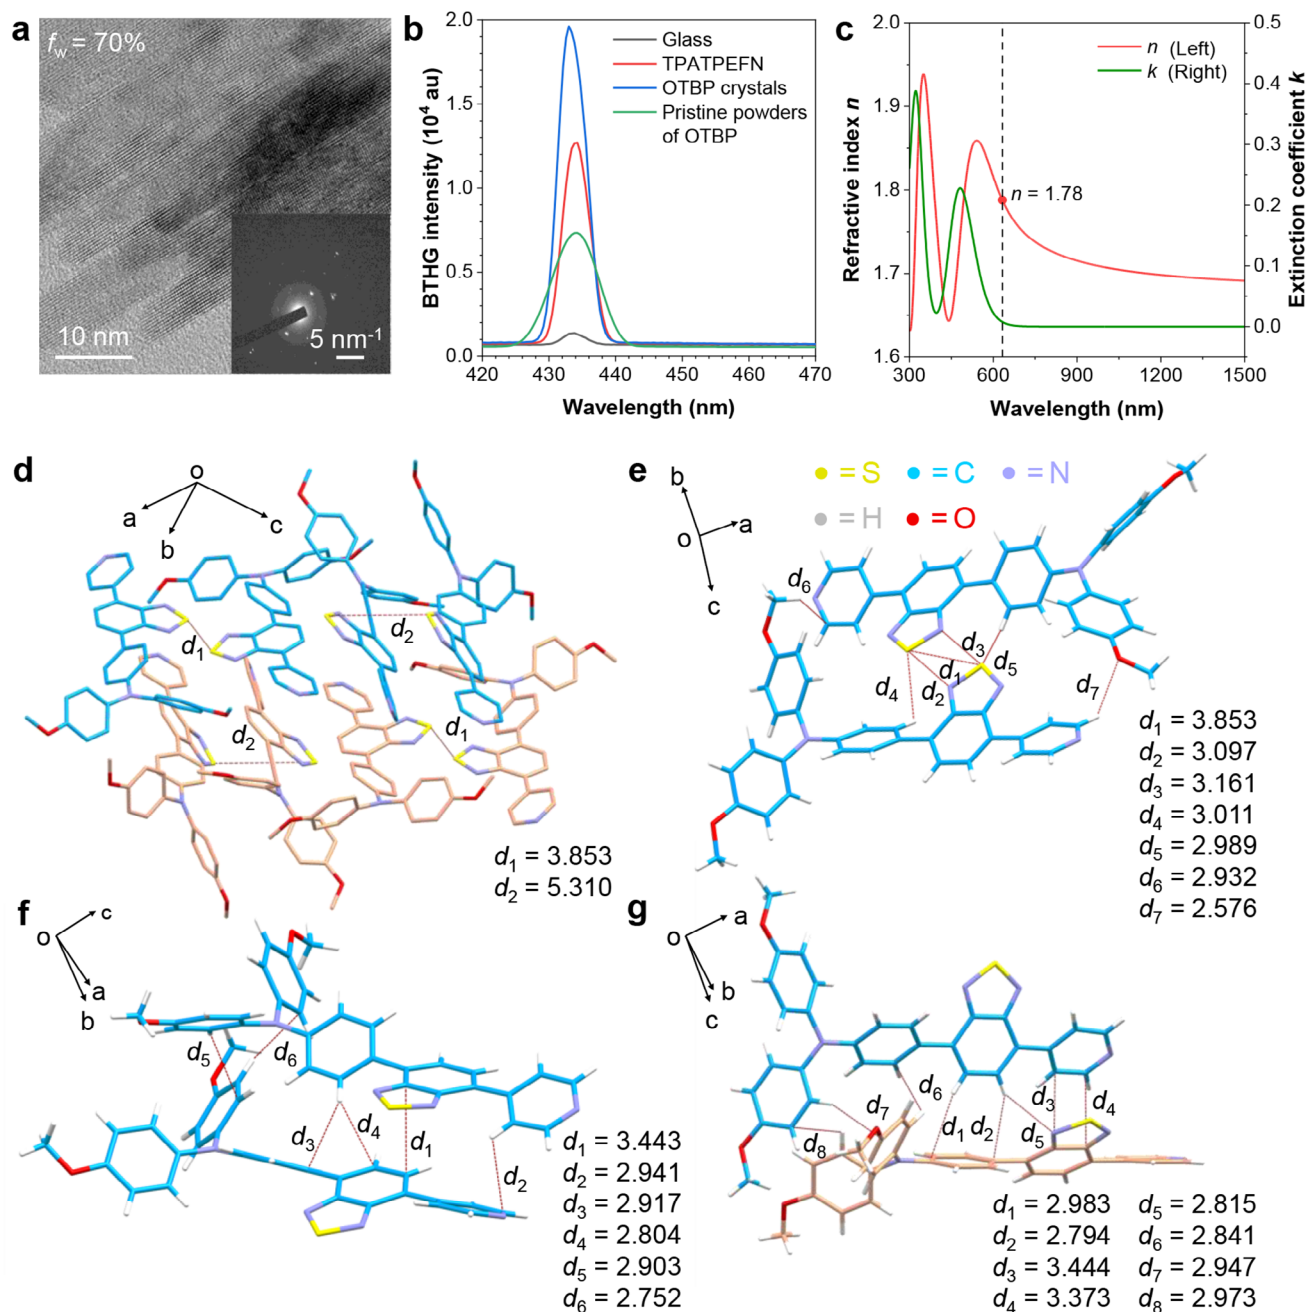 a
f_w = 70%
10 nm
5 nm⁻¹
b
2.0
1.5
1.0
0.5
0.0
BTHG intensity (10⁴ au)
Glass
TPATPEFN
OTBP crystals
Pristine powders
of OTBP
420 430 440 450 460 470
Wavelength (nm)
c
2.0
1.9
1.8
1.7
1.6
Refractive index n
n (Left)
k (Right)
n = 1.78
0.5
0.4
0.3
0.2
0.1
0.0
Extinction coefficient k
300 600 900 1200 1500
Wavelength (nm)
d
o
a
b
c
d₁
d₂
d₂
d₁
d₁ = 3.853
d₂ = 5.310
e
b
o
a
c
= S = C = N
= H = O
d₆
d₃
d₁
d₅
d₄
d₂
d₇
d₁ = 3.853
d₂ = 3.097
d₃ = 3.161
d₄ = 3.011
d₅ = 2.989
d₆ = 2.932
d₇ = 2.576
f
c
o
a
b
d₅
d₆
d₃
d₄
d₁
d₂
d₁ = 3.443
d₂ = 2.941
d₃ = 2.917
d₄ = 2.804
d₅ = 2.903
d₆ = 2.752
g
a
o
b
c
d₆
d₃
d₄
d₇
d₁
d₂
d₅
d₈
d₁ = 2.983 d₅ = 2.815
d₂ = 2.794 d₆ = 2.841
d₃ = 3.444 d₇ = 2.947
d₄ = 3.373 d₈ = 2.973